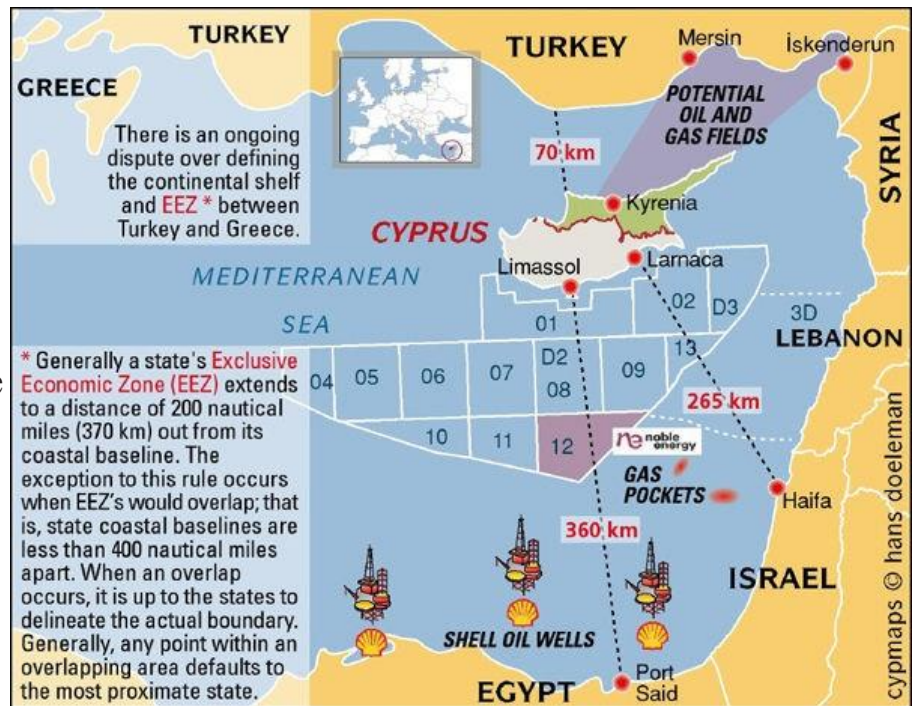 TURKEY
TURKEY
Mersin
İskenderun
GREECE
POTENTIAL
OIL AND
GAS FIELDS
There is an ongoing
dispute over defining
the continental shelf
and EEZ * between
Turkey and Greece.
70 km
SYRIA
Kyrenia
CYPRUS
Larnaca
Limassol
MEDITERRANEAN
SEA
02
D3
3D
01
LEBANON
13
* Generally a state's Exclusive
Economic Zone (EEZ) extends
to a distance of 200 nautical
miles (370 km) out from its
coastal baseline. The
exception to this rule occurs
when EEZ's would overlap; that
is, state coastal baselines are
less than 400 nautical miles
apart. When an overlap
occurs, it is up to the states to
delineate the actual boundary.
Generally, any point within an
overlapping area defaults to
the most proximate state.
04
05
06
07
D2
08
09
265 km
10
11
12
ne noble
energy
GAS
POCKETS
Haifa
360 km
ISRAEL
SHELL OIL WELLS
Port
Said
EGYPT
cypmaps © hans doeleman